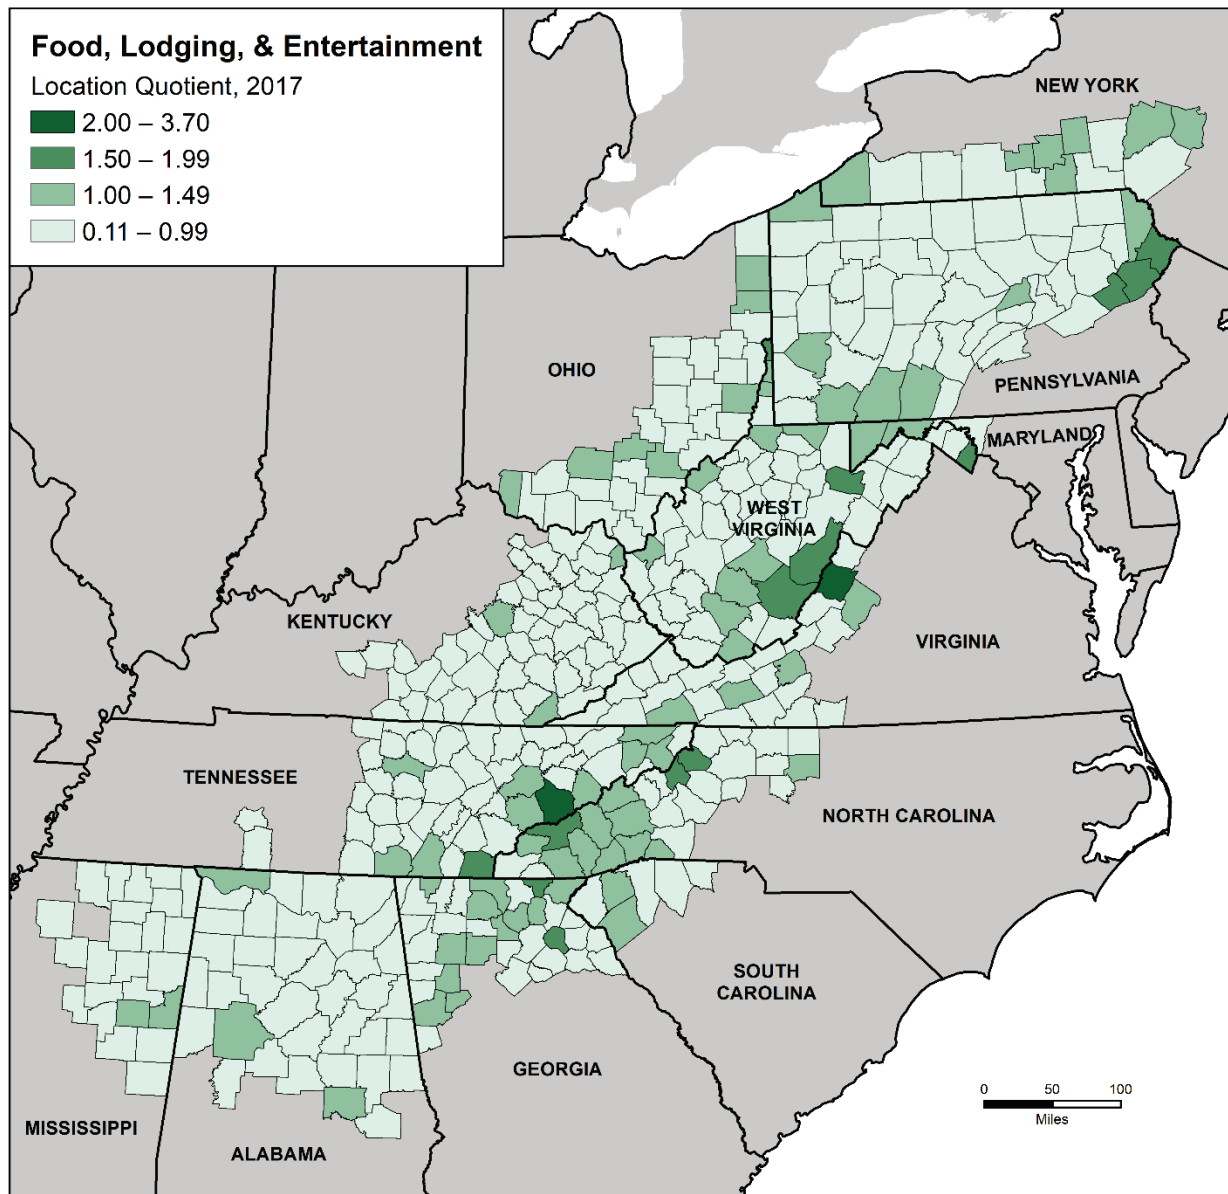 Food, Lodging, & Entertainment
Location Quotient, 2017
2.00 – 3.70
1.50 – 1.99
1.00 – 1.49
0.11 – 0.99
NEW YORK
OHIO
PENNSYLVANIA
MARYLAND
WEST
VIRGINIA
KENTUCKY
VIRGINIA
TENNESSEE
NORTH CAROLINA
SOUTH
CAROLINA
GEORGIA
MISSISSIPPI
ALABAMA
0 50 100
Miles